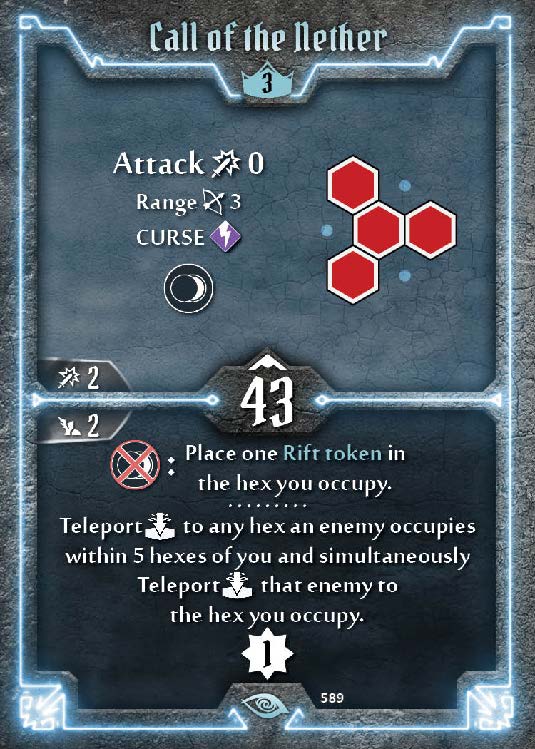 Call of the Nether
3
Attack 0
Range 3
CURSE
2
43
2
: Place one Rift token in
the hex you occupy.
Teleport to any hex an enemy occupies
within 5 hexes of you and simultaneously
Teleport that enemy to
the hex you occupy.
1
589